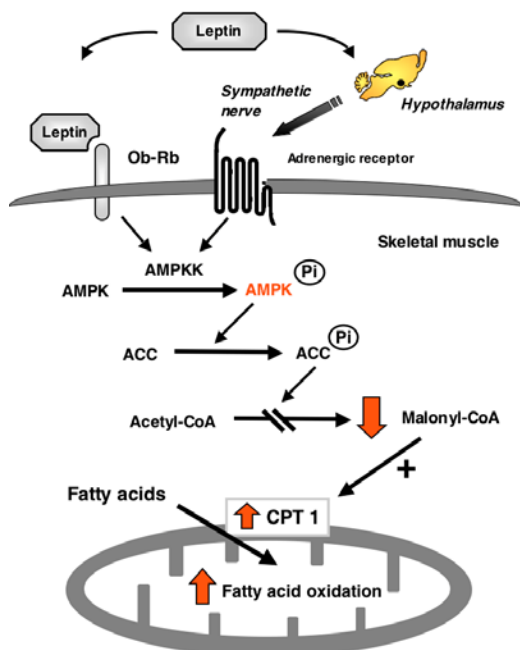 Leptin
Sympathetic
nerve
Hypothalamus
Leptin
Ob-Rb
Adrenergic receptor
Skeletal muscle
AMPKK
AMPK
AMPK
Pi
ACC
ACC
Pi
Acetyl-CoA
Malonyl-CoA
+
Fatty acids
CPT 1
Fatty acid oxidation